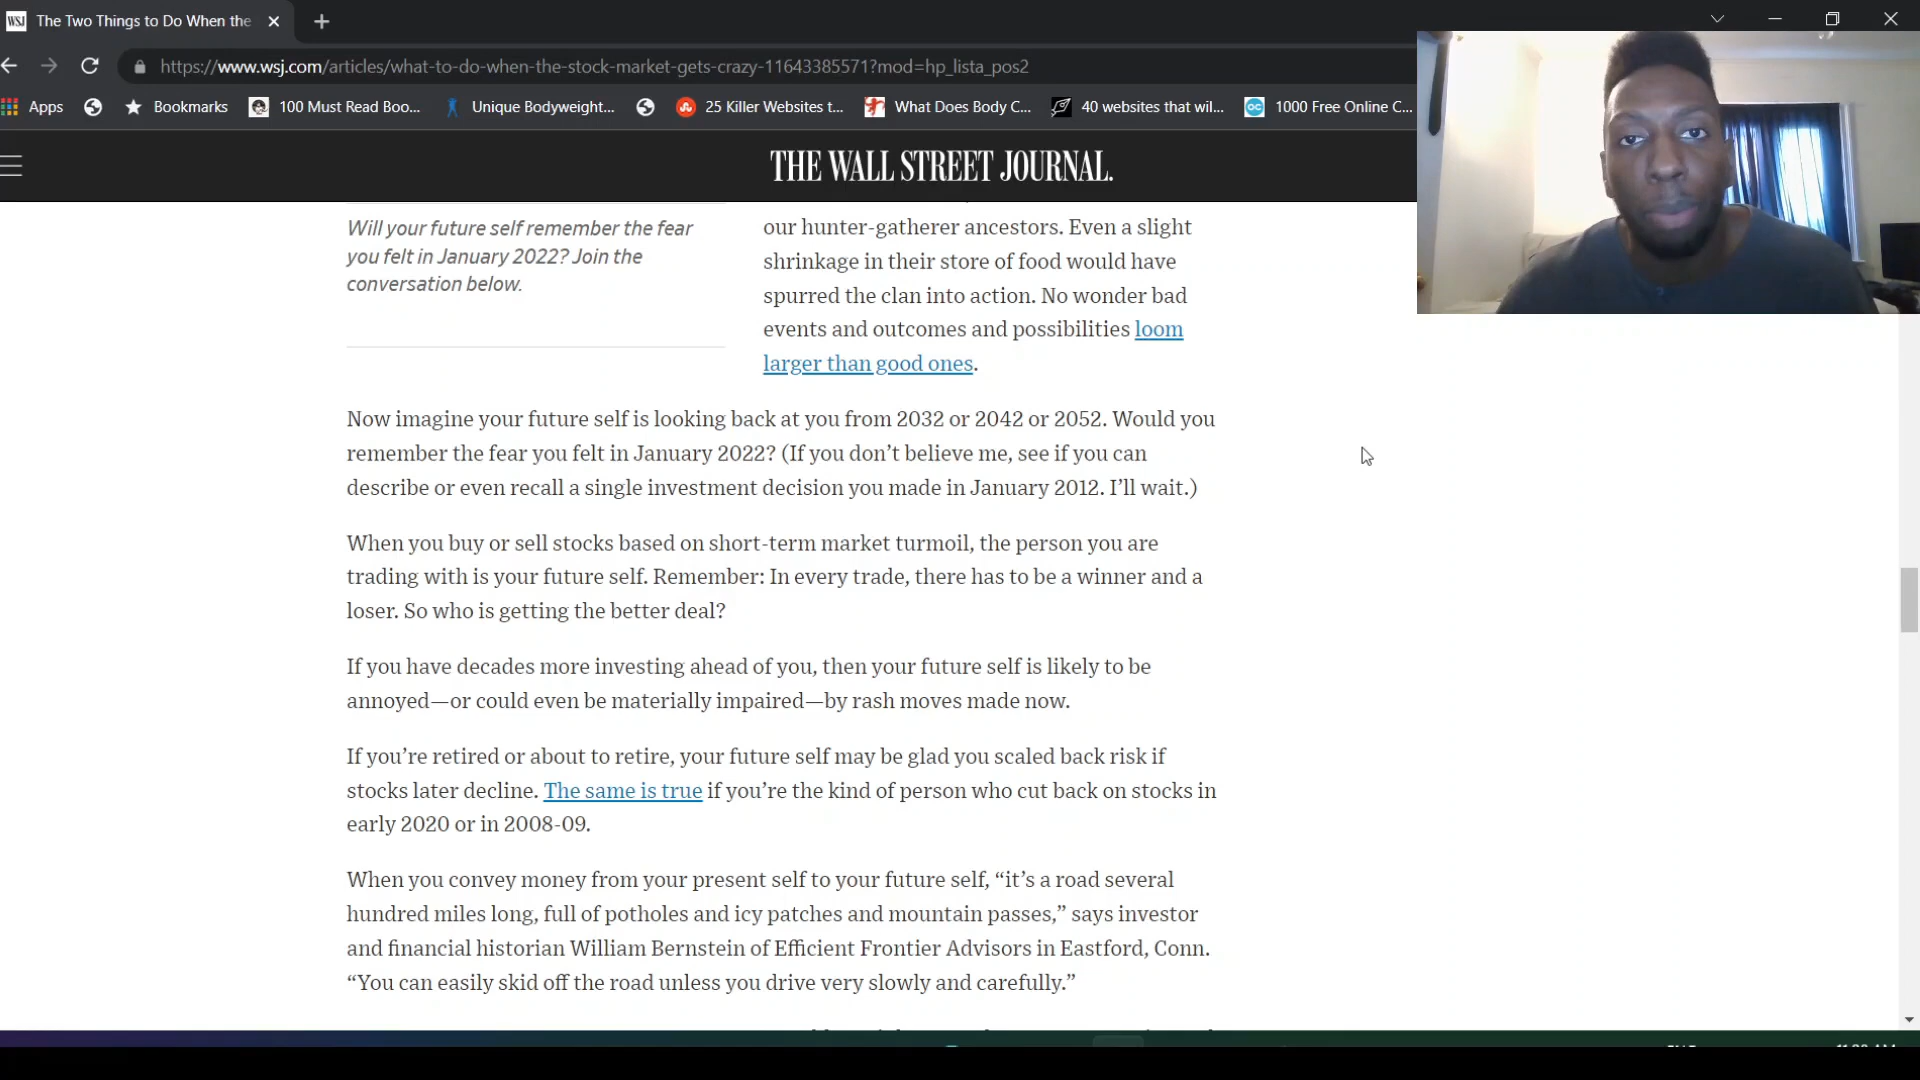 WSJ
The Two Things to Do When the
https://www.wsj.com/articles/what-to-do-when-the-stock-market-gets-crazy-11643385571?mod=hp_lista_pos2
Apps
Bookmarks
100 Must Read Boo...
Unique Bodyweight...
25 Killer Websites t...
What Does Body C...
40 websites that wil...
OC
1000 Free Online C...
THE WALL STREET JOURNAL.
Will your future self remember the fear
you felt in January 2022? Join the
conversation below.
our hunter-gatherer ancestors. Even a slight
shrinkage in their store of food would have
spurred the clan into action. No wonder bad
events and outcomes and possibilities loom
larger than good ones.
Now imagine your future self is looking back at you from 2032 or 2042 or 2052. Would you
remember the fear you felt in January 2022? (If you don’t believe me, see if you can
describe or even recall a single investment decision you made in January 2012. I’ll wait.)
When you buy or sell stocks based on short-term market turmoil, the person you are
trading with is your future self. Remember: In every trade, there has to be a winner and a
loser. So who is getting the better deal?
If you have decades more investing ahead of you, then your future self is likely to be
annoyed—or could even be materially impaired—by rash moves made now.
If you’re retired or about to retire, your future self may be glad you scaled back risk if
stocks later decline. The same is true if you’re the kind of person who cut back on stocks in
early 2020 or in 2008-09.
When you convey money from your present self to your future self, “it’s a road several
hundred miles long, full of potholes and icy patches and mountain passes,” says investor
and financial historian William Bernstein of Efficient Frontier Advisors in Eastford, Conn.
“You can easily skid off the road unless you drive very slowly and carefully.”